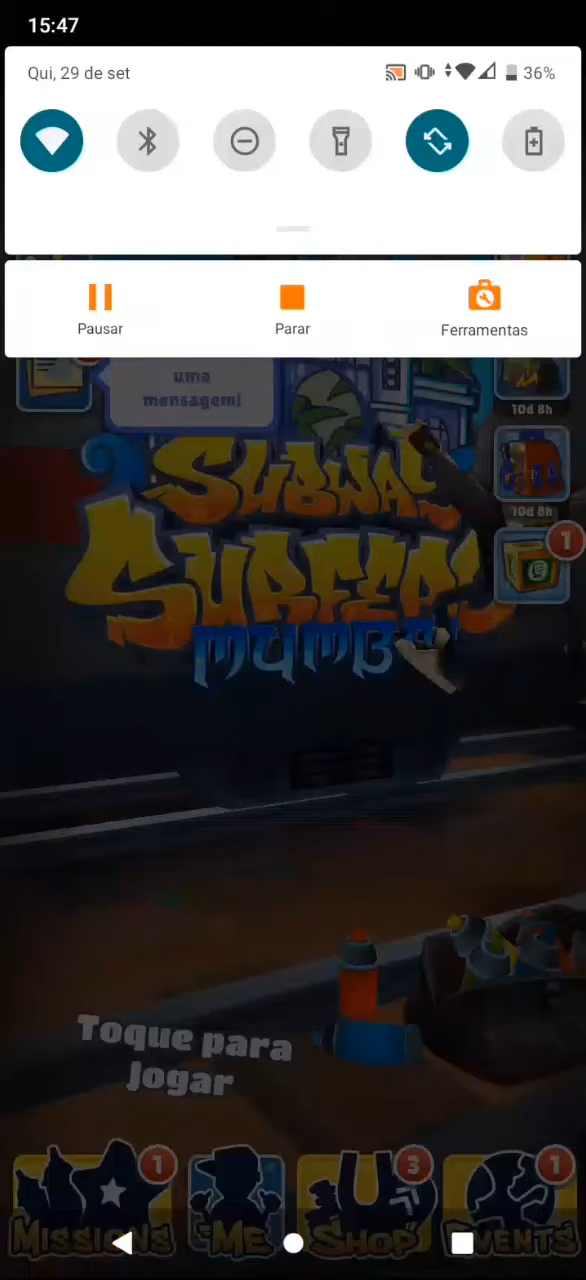 15:47
Qui, 29 de set
36%
Pausar
Parar
Ferramentas
uma
mensagem!
10d 8h
SUBWAY
10d 8h
1
SURFERS
MUMBAI
Toque para
Jogar
1
3
1
MISSIONS
ME
SHOP
EVENTS